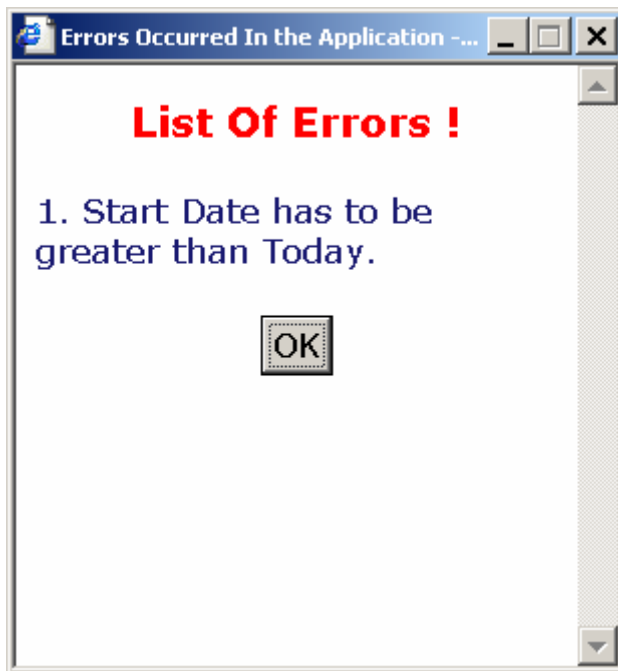 Errors Occurred In the Application -...
List Of Errors !
1. Start Date has to be
greater than Today.
OK